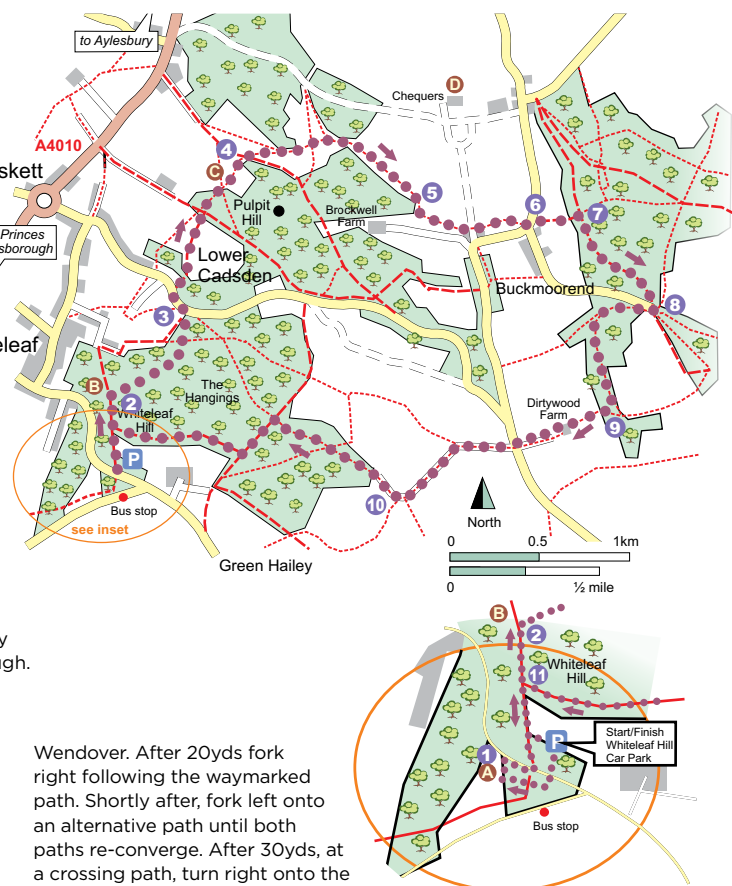 to Aylesbury
Chequers
D
A4010
skett
4
C
5
6
7
Pulpit
Hill
Brockwell
Farm
Princes
sborough
Lower
Cadsden
Buckmoorend
3
8
leaf
B
The
Hangings
2
Whiteleaf
Hill
Dirtywood
Farm
9
P
10
Bus stop
see inset
North
0 0.5 1km
0 ½ mile
Green Hailey
y
ugh.
B
2
Whiteleaf
Hill
11
Start/Finish
Whiteleaf Hill
Car Park
P
1
A
Bus stop
Wendover. After 20yds fork
right following the waymarked
path. Shortly after, fork left onto
an alternative path until both
paths re-converge. After 30yds, at
a crossing path, turn right onto the